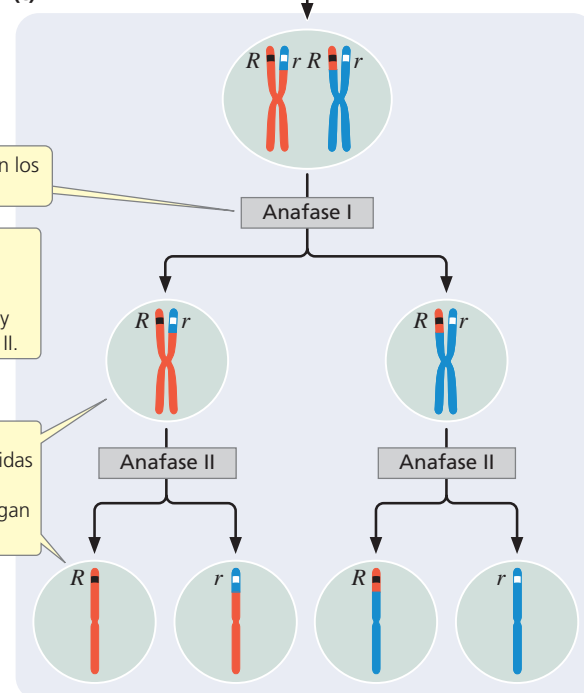 R r R r
n los
Anafase I
y
II.
R r
R r
idas
gan
Anafase II
Anafase II
R
r
R
r